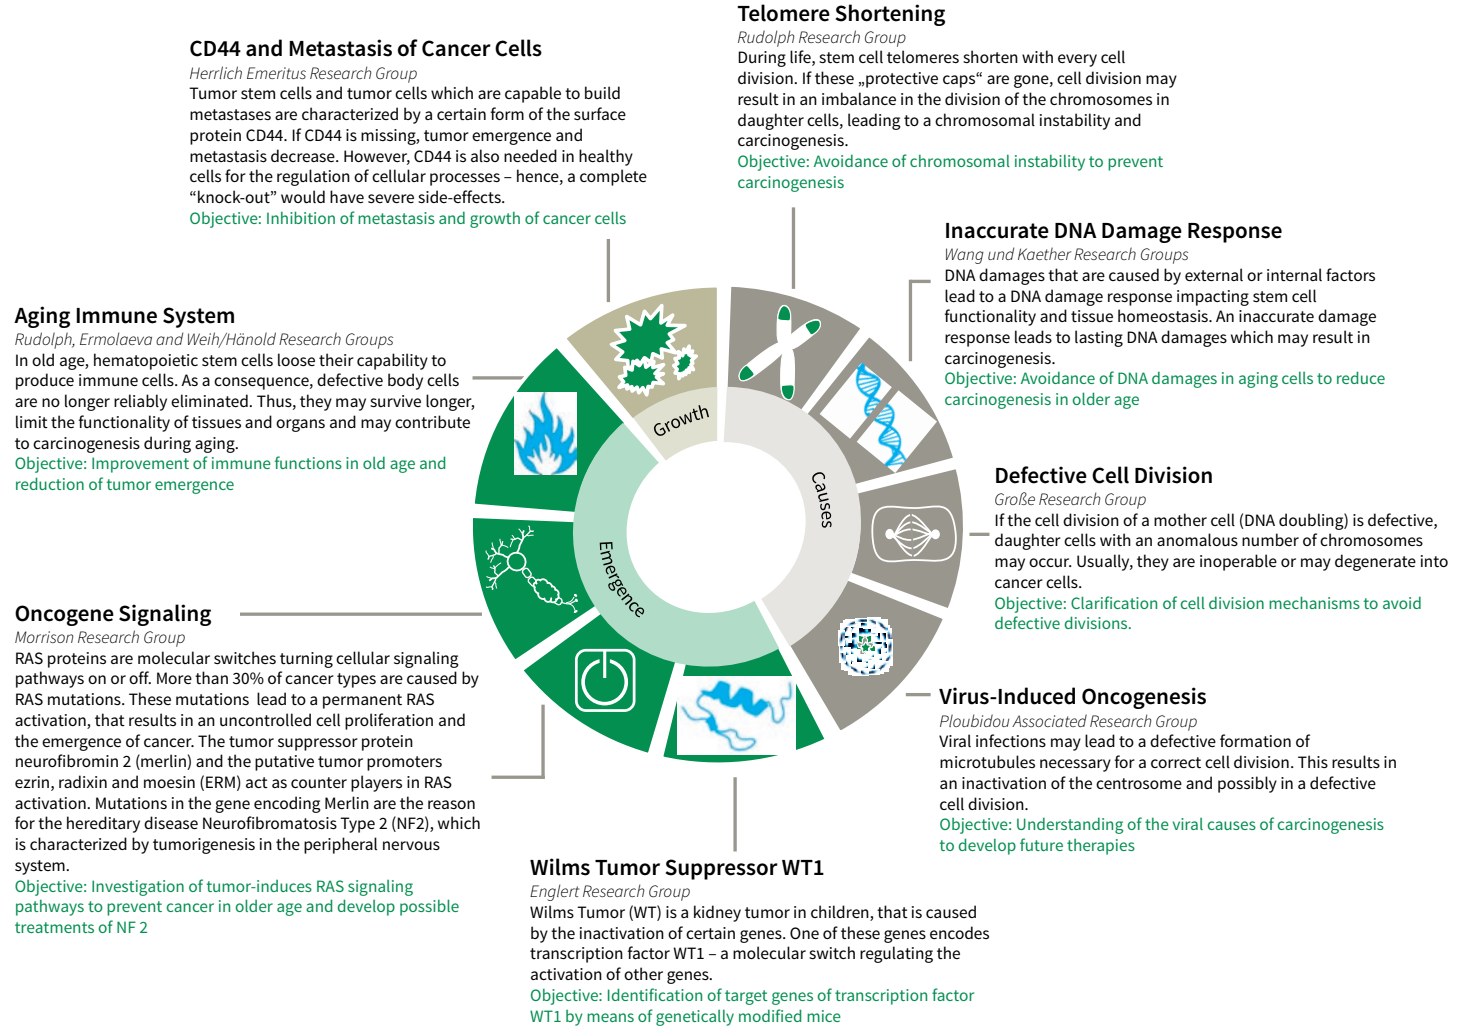 Telomere Shortening
Rudolph Research Group
During life, stem cell telomeres shorten with every cell
division. If these „protective caps“ are gone, cell division may
result in an imbalance in the division of the chromosomes in
daughter cells, leading to a chromosomal instability and
carcinogenesis.
Objective: Avoidance of chromosomal instability to prevent
carcinogenesis
CD44 and Metastasis of Cancer Cells
Herrlich Emeritus Research Group
Tumor stem cells and tumor cells which are capable to build
metastases are characterized by a certain form of the surface
protein CD44. If CD44 is missing, tumor emergence and
metastasis decrease. However, CD44 is also needed in healthy
cells for the regulation of cellular processes – hence, a complete
“knock-out” would have severe side-effects.
Objective: Inhibition of metastasis and growth of cancer cells
Inaccurate DNA Damage Response
Wang und Kaether Research Groups
DNA damages that are caused by external or internal factors
lead to a DNA damage response impacting stem cell
functionality and tissue homeostasis. An inaccurate damage
response leads to lasting DNA damages which may result in
carcinogenesis.
Objective: Avoidance of DNA damages in aging cells to reduce
carcinogenesis in older age
Aging Immune System
Rudolph, Ermolaeva and Weih/Hänold Research Groups
In old age, hematopoietic stem cells loose their capability to
produce immune cells. As a consequence, defective body cells
are no longer reliably eliminated. Thus, they may survive longer,
limit the functionality of tissues and organs and may contribute
to carcinogenesis during aging.
Objective: Improvement of immune functions in old age and
reduction of tumor emergence
Growth
Causes
Emergence
Defective Cell Division
Große Research Group
If the cell division of a mother cell (DNA doubling) is defective,
daughter cells with an anomalous number of chromosomes
may occur. Usually, they are inoperable or may degenerate into
cancer cells.
Objective: Clarification of cell division mechanisms to avoid
defective divisions.
Oncogene Signaling
Morrison Research Group
RAS proteins are molecular switches turning cellular signaling
pathways on or off. More than 30% of cancer types are caused by
RAS mutations. These mutations  lead to a permanent RAS
activation, that results in an uncontrolled cell proliferation and
the emergence of cancer. The tumor suppressor protein
neurofibromin 2 (merlin) and the putative tumor promoters
ezrin, radixin and moesin (ERM) act as counter players in RAS
activation. Mutations in the gene encoding Merlin are the reason
for the hereditary disease Neurofibromatosis Type 2 (NF2), which
is characterized by tumorigenesis in the peripheral nervous
system.
Objective: Investigation of tumor-induces RAS signaling
pathways to prevent cancer in older age and develop possible
treatments of NF 2
Virus-Induced Oncogenesis
Ploubidou Associated Research Group
Viral infections may lead to a defective formation of
microtubules necessary for a correct cell division. This results in
an inactivation of the centrosome and possibly in a defective
cell division.
Objective: Understanding of the viral causes of carcinogenesis
to develop future therapies
Wilms Tumor Suppressor WT1
Englert Research Group
Wilms Tumor (WT) is a kidney tumor in children, that is caused
by the inactivation of certain genes. One of these genes encodes
transcription factor WT1 – a molecular switch regulating the
activation of other genes.
Objective: Identification of target genes of transcription factor
WT1 by means of genetically modified mice